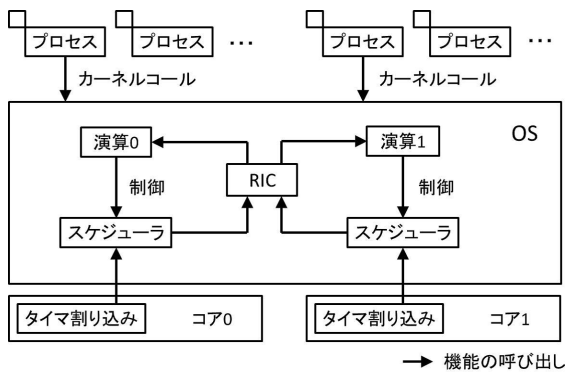 プロセス プロセス ... プロセス プロセス ...
カーネルコール カーネルコール
OS
演算0 演算1
RIC
制御 制御
スケジューラ スケジューラ
タイマ割り込み コア0 タイマ割り込み コア1
機能の呼び出し